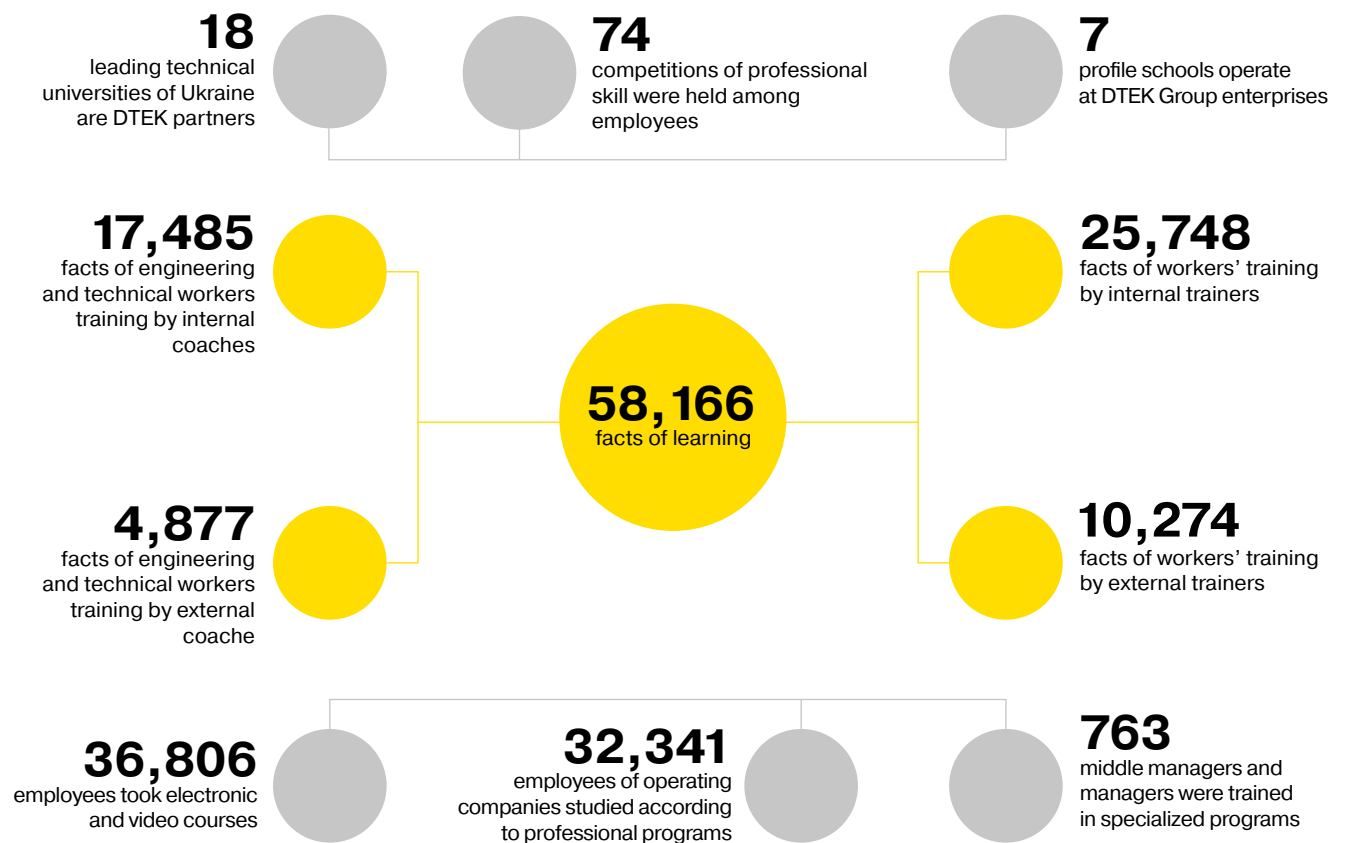 18
leading technical
universities of Ukraine
are DTEK partners
74
competitions of professional
skill were held among
employees
7
profile schools operate
at DTEK Group enterprises
17,485
facts of engineering
and technical workers
training by internal
coaches
25,748
facts of workers’ training
by internal trainers
58,166
facts of learning
4,877
facts of engineering
and technical workers
training by external
coache
10,274
facts of workers’ training
by external trainers
36,806
employees took electronic
and video courses
32,341
employees of operating
companies studied according
to professional programs
763
middle managers and
managers were trained
in specialized programs